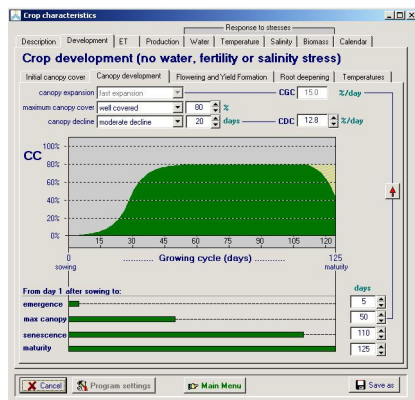 Crop characteristics
Response to stresses
Description Development ET Production Water Temperature Salinity Biomass Calendar
Crop development (no water, fertility or salinity stress)
Initial canopy cover Canopy development Flowering and Yield Formation Root deepening Temperatures
canopy expansion fast expansion CGC 15.0 %/day
maximum canopy cover well covered 80 %
canopy decline moderate decline 20 days CDC 12.8 %/day
CC
100%
80%
60%
40%
20%
0%
15 30 45 60 75 90 105 120
0 ............ Growing cycle (days) ............ 125
sowing maturity
From day 1 after sowing to: days
emergence 5
max canopy 50
senescence 110
maturity 125
Cancel Program settings Main Menu Save as